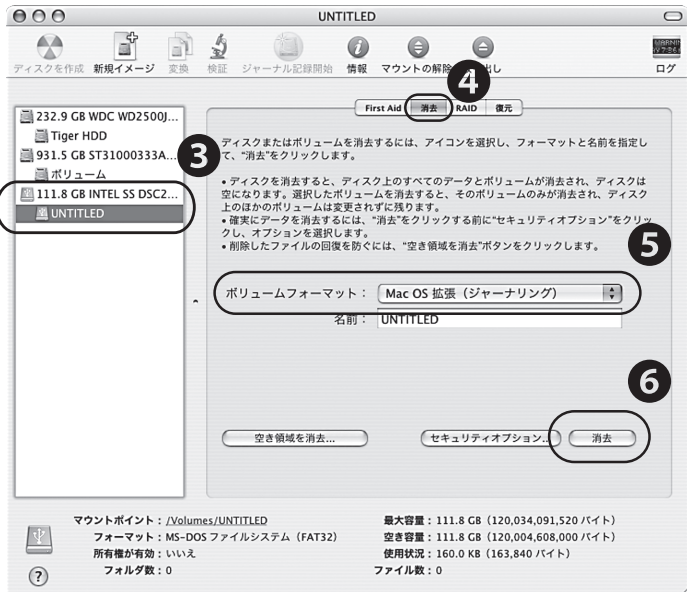 UNTITLED
ディスクを作成 新規イメージ 変換 検証 ジャーナル記録開始 情報 マウントの解除 ログ
4
First Aid 消去 RAID 復元
232.9 GB WDC WD2500J...
Tiger HDD
931.5 GB ST31000333A...
ボリューム
111.8 GB INTEL SS DSC2...
UNTITLED
3
ディスクまたはボリュームを消去するには、アイコンを選択し、フォーマットと名前を指定し
て、“消去”をクリックします。
• ディスクを消去すると、ディスク上のすべてのデータとボリュームが消去され、ディスクは
空になります。選択したボリュームを消去すると、そのボリュームのみが消去され、ディスク
上のほかのボリュームは変更されずに残ります。
• 確実にデータを消去するには、“消去”をクリックする前に“セキュリティオプション”をクリッ
クし、オプションを選択します。
• 削除したファイルの回復を防ぐには、“空き領域を消去”ボタンをクリックします。
5
ボリュームフォーマット： Mac OS 拡張（ジャーナリング）
名前： UNTITLED
6
空き領域を消去... セキュリティオプション... 消去
マウントポイント：/Volumes/UNTITLED
フォーマット：MS-DOS ファイルシステム（FAT32）
所有権が有効：いいえ
フォルダ数：0
最大容量：111.8 GB（120,034,091,520 バイト）
空き容量：111.8 GB（120,004,608,000 バイト）
使用状況：160.0 KB（163,840 バイト）
ファイル数：0
?